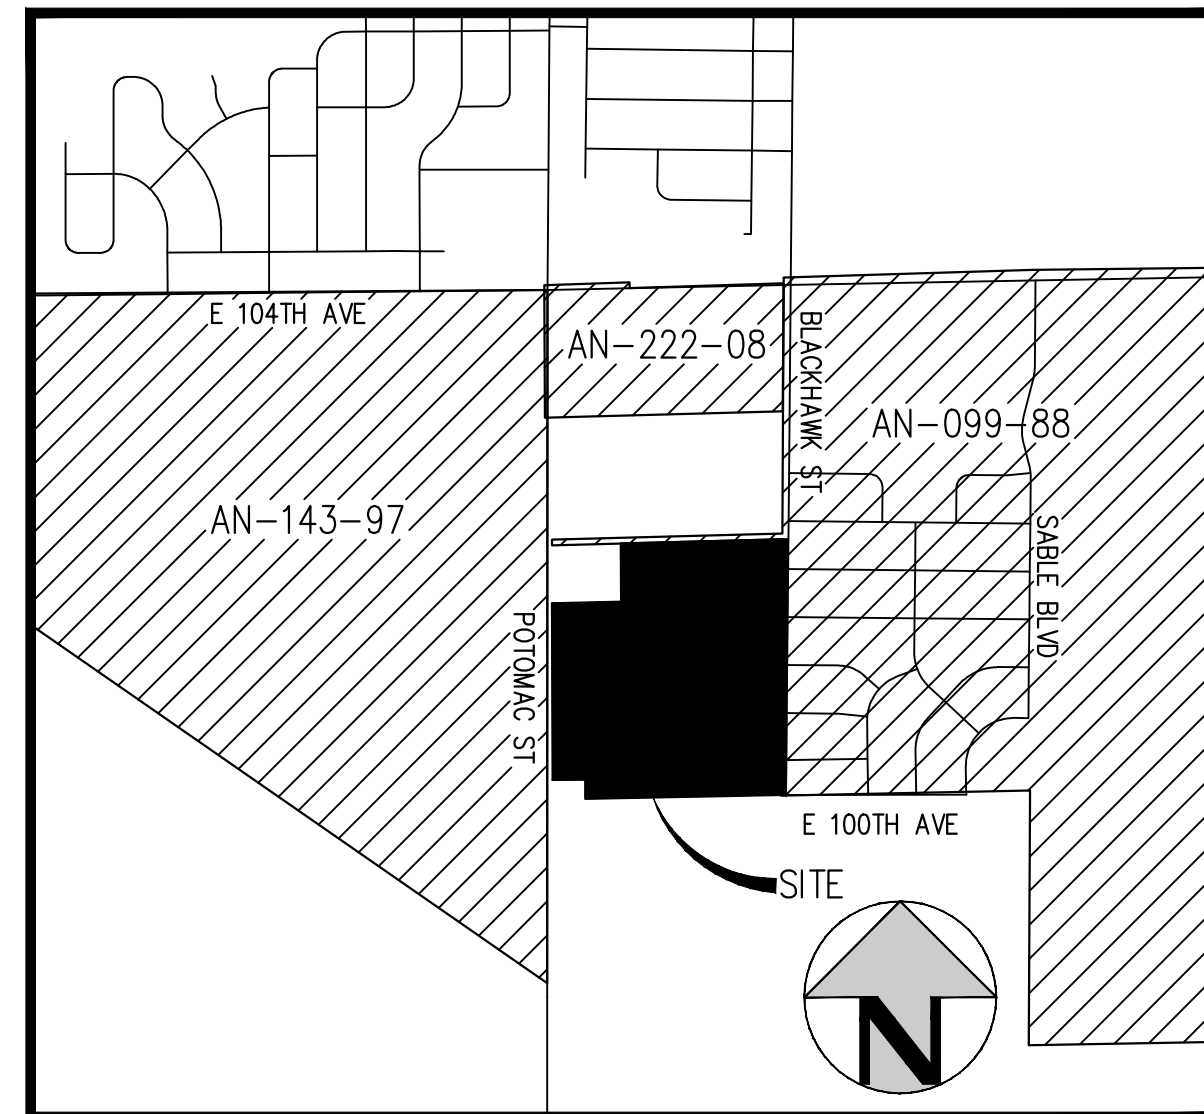 E 104TH AVE
AN-222-08
BLACKHAWK ST
AN-099-88
AN-143-97
SABLE BLVD
POTOMAC ST
E 100TH AVE
SITE
N